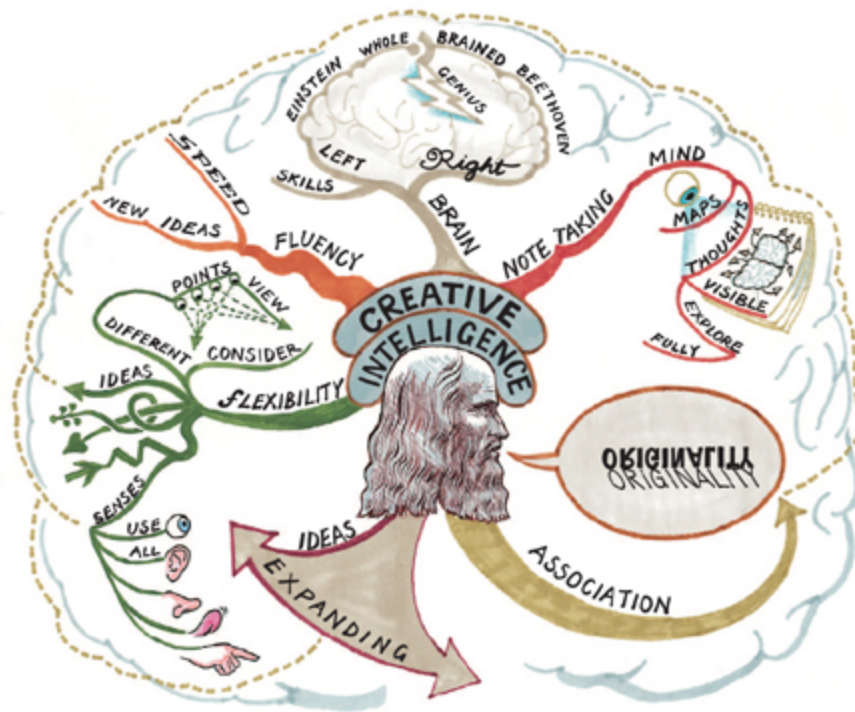 CREATIVE
INTELLIGENCE
EINSTEIN WHOLE BRAINED BEETHOVEN
GENIUS
LEFT
Right
SKILLS
BRAIN
NOTE TAKING
MIND
MAPS
THOUGHTS
VISIBLE
EXPLORE
FULLY
ORIGINALITY
ORIGINALITY
ASSOCIATION
IDEAS
EXPANDING
fLEXIBILITY
CONSIDER
DIFFERENT
POINTS
VIEW
IDEAS
SENSES
USE
ALL
FLUENCY
SPEED
NEW IDEAS